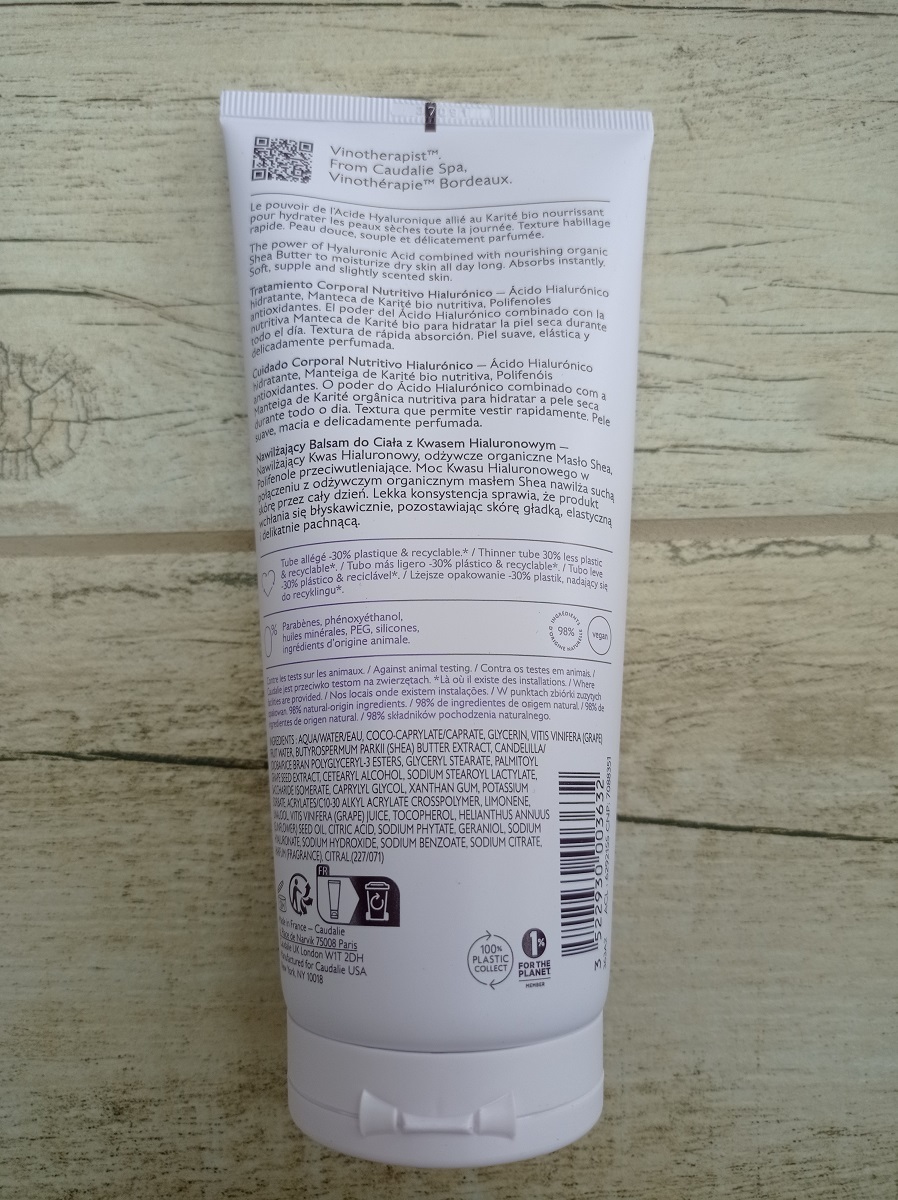 Vinotherapist™.
From Caudalie Spa,
Vinothérapie™ Bordeaux.
Le pouvoir de l'Acide Hyaluronique allié au Karité bio nourrissant
pour hydrater les peaux sèches toute la journée. Texture habillage
rapide. Peau douce, souple et délicatement parfumée.
The power of Hyaluronic Acid combined with nourishing organic
Shea Butter to moisturize dry skin all day long. Absorbs instantly.
Soft, supple and slightly scented skin.
Tratamiento Corporal Nutritivo Hialurónico — Ácido Hialurónico
hidratante, Manteca de Karité bio nutritiva, Polifenoles
antioxidantes. El poder del Ácido Hialurónico combinado con la
nutritiva Manteca de Karité bio para hidratar la piel seca durante
todo el día. Textura de rápida absorción. Piel suave, elástica y
delicadamente perfumada.
Cuidado Corporal Nutritivo Hialurónico — Ácido Hialurónico
hidratante, Manteiga de Karité bio nutritiva, Polifenóis
antioxidantes. O poder do Ácido Hialurónico combinado com a
Manteiga de Karité orgânica nutritiva para hidratar a pele seca
durante todo o dia. Textura que permite vestir rapidamente. Pele
suave, macia e delicadamente perfumada.
Nawilżający Balsam do Ciała z Kwasem Hialuronowym —
Nawilżający Kwas Hialuronowy, odżywcze organiczne Masło Shea,
Polifenole przeciwutleniające. Moc Kwasu Hialuronowego w
połączeniu z odżywczym organicznym masłem Shea nawilża suchą
skórę przez cały dzień. Lekka konsystencja sprawia, że produkt
wchłania się błyskawicznie, pozostawiając skórę gładką, elastyczną
i delikatnie pachnącą.
Tube allégé -30% plastique & recyclable.* / Thinner tube 30% less plastic
& recyclable*. / Tubo más ligero -30% plástico & recyclable*. / Tubo leve
-30% plástico & reciclável*. / Lżejsze opakowanie -30% plastik, nadający się
do recyklingu*.
0% Parabènes, phénoxyéthanol,
huiles minérales, PEG, silicones,
ingrédients d'origine animale.
INGRÉDIENTS
98%
D'ORIGINE NATURELLE
vegan
Contre les tests sur les animaux. / Against animal testing. / Contra os testes em animais. /
Caudalie jest przeciwko testom na zwierzętach. *Là où il existe des installations. / Where
facilities are provided. / Nos locais onde existem instalações. / W punktach zbiórki zużytych
opakowań. 98% natural-origin ingredients. / 98% de ingredientes de origem natural. / 98% de
ingredientes de origen natural. / 98% składników pochodzenia naturalnego.
INGREDIENTS : AQUA/WATER/EAU, COCO-CAPRYLATE/CAPRATE, GLYCERIN, VITIS VINIFERA (GRAPE)
FRUIT WATER, BUTYROSPERMUM PARKII (SHEA) BUTTER EXTRACT, CANDELILLA/
JOJOBA/RICE BRAN POLYGLYCERYL-3 ESTERS, GLYCERYL STEARATE, PALMITOYL
GRAPE SEED EXTRACT, CETEARYL ALCOHOL, SODIUM STEAROYL LACTYLATE,
SACCHARIDE ISOMERATE, CAPRYLYL GLYCOL, XANTHAN GUM, POTASSIUM
SORBATE, ACRYLATES/C10-30 ALKYL ACRYLATE CROSSPOLYMER, LIMONENE,
LINALOOL, VITIS VINIFERA (GRAPE) JUICE, TOCOPHEROL, HELIANTHUS ANNUUS
(SUNFLOWER) SEED OIL, CITRIC ACID, SODIUM PHYTATE, GERANIOL, SODIUM
HYALURONATE, SODIUM HYDROXIDE, SODIUM BENZOATE, SODIUM CITRATE,
PARFUM (FRAGRANCE), CITRAL.(227/071)
FR
Made in France – Caudalie
Place de Narvik 75008 Paris
Caudalie UK London W1T 2DH
Manufactured for Caudalie USA
New York, NY 10018
100%
PLASTIC
COLLECT
1%
FOR THE
PLANET
MEMBER
3 522930 003632
ACL : 6292155 CNP: 7088351